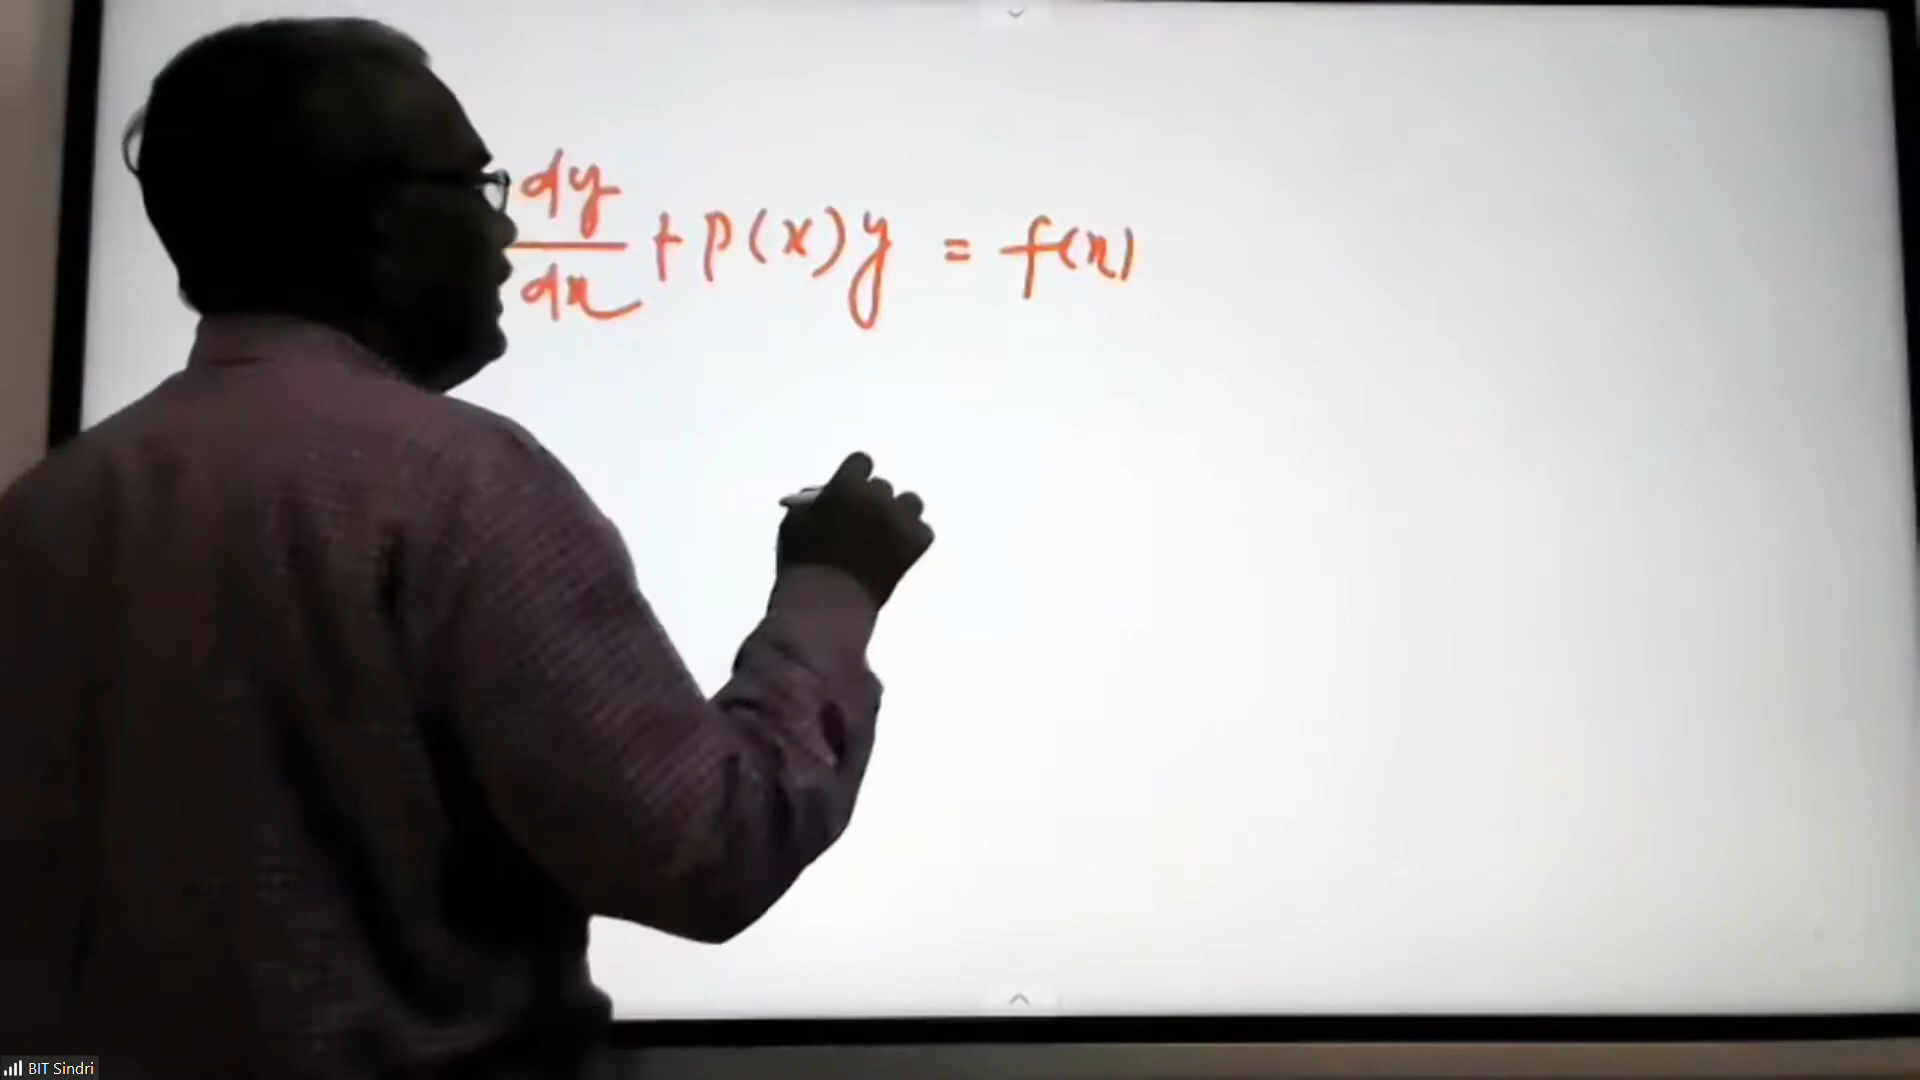 dy/dx + P(x)y = f(x)
BIT Sindri